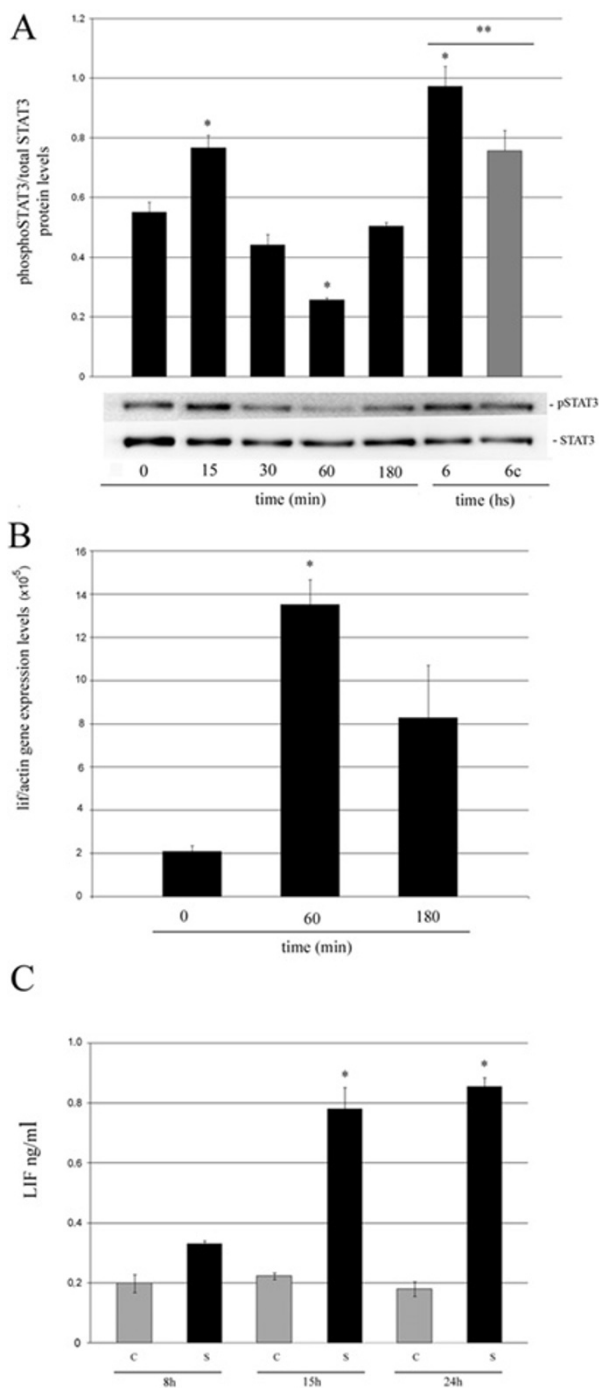 A
**
*
*
*
1.2
1.0
0.8
0.6
0.4
0.2
0
phosphoSTAT3/total STAT3
protein levels
- pSTAT3
- STAT3
0 15 30 60 180 6 6c
time (min) time (hs)
B
16
14
12
10
8
6
4
2
0
*
lif/actin gene expression levels (x10⁻⁵)
0 60 180
time (min)
C
1.0
0.8
0.6
0.4
0.2
0
*
*
LIF ng/ml
C S C S C S
8h 15h 24h